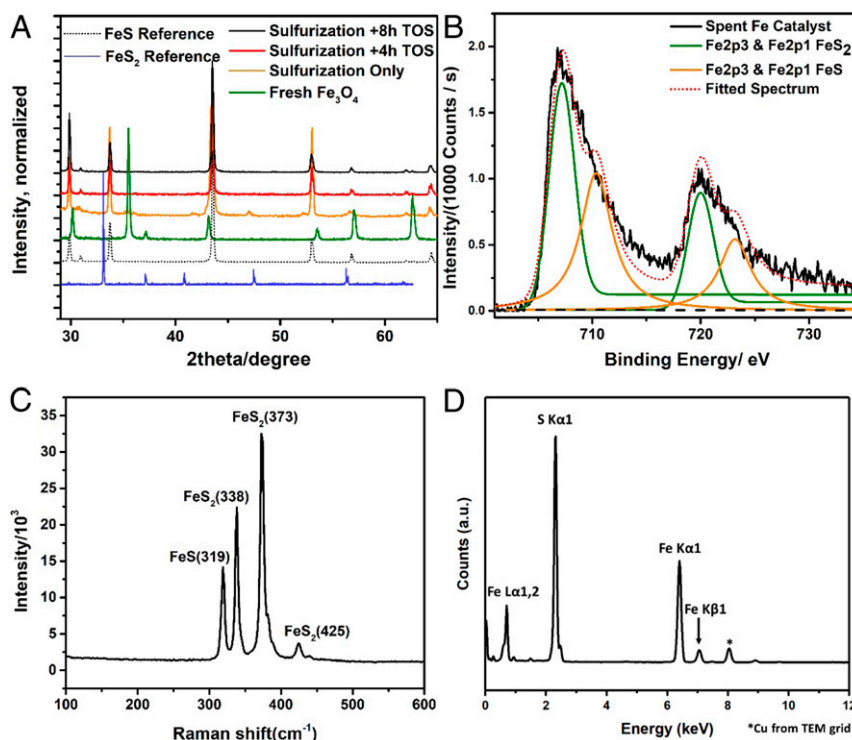 A
FeS Reference
FeS₂ Reference
Sulfurization +8h TOS
Sulfurization +4h TOS
Sulfurization Only
Fresh Fe₃O₄
Intensity, normalized
30
40
50
60
2theta/degree
B
Spent Fe Catalyst
Fe2p3 & Fe2p1 FeS₂
Fe2p3 & Fe2p1 FeS
Fitted Spectrum
Intensity/(1000 Counts / s)
2.0
1.5
1.0
0.5
0.0
710
720
730
Binding Energy/ eV
C
FeS₂(373)
FeS₂(338)
FeS(319)
FeS₂(425)
Intensity/10³
35
30
25
20
15
10
5
0
100
200
300
400
500
600
Raman shift(cm⁻¹)
D
S Kα1
Fe Kα1
Fe Lα1,2
Fe Kβ1
*
Counts (a.u.)
0
2
4
6
8
10
12
Energy (keV)
*Cu from TEM grid